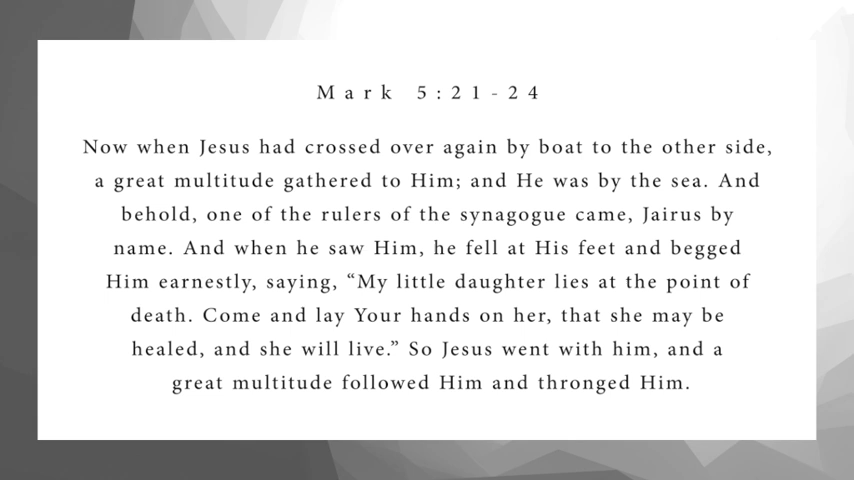 Mark 5:21-24
Now when Jesus had crossed over again by boat to the other side,
a great multitude gathered to Him; and He was by the sea. And
behold, one of the rulers of the synagogue came, Jairus by
name. And when he saw Him, he fell at His feet and begged
Him earnestly, saying, “My little daughter lies at the point of
death. Come and lay Your hands on her, that she may be
healed, and she will live.” So Jesus went with him, and a
great multitude followed Him and thronged Him.